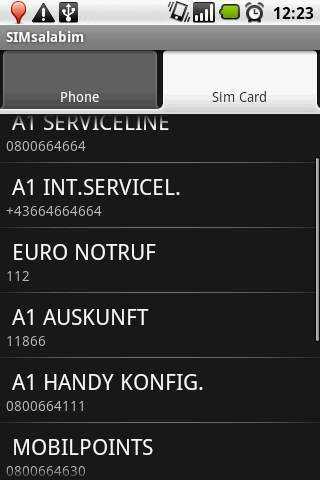 12:23
SIMsalabim
Phone
Sim Card
A1 SERVICELINE
0800664664
A1 INT.SERVICEL.
+43664664664
EURO NOTRUF
112
A1 AUSKUNFT
11866
A1 HANDY KONFIG.
0800664111
MOBILPOINTS
0800664630